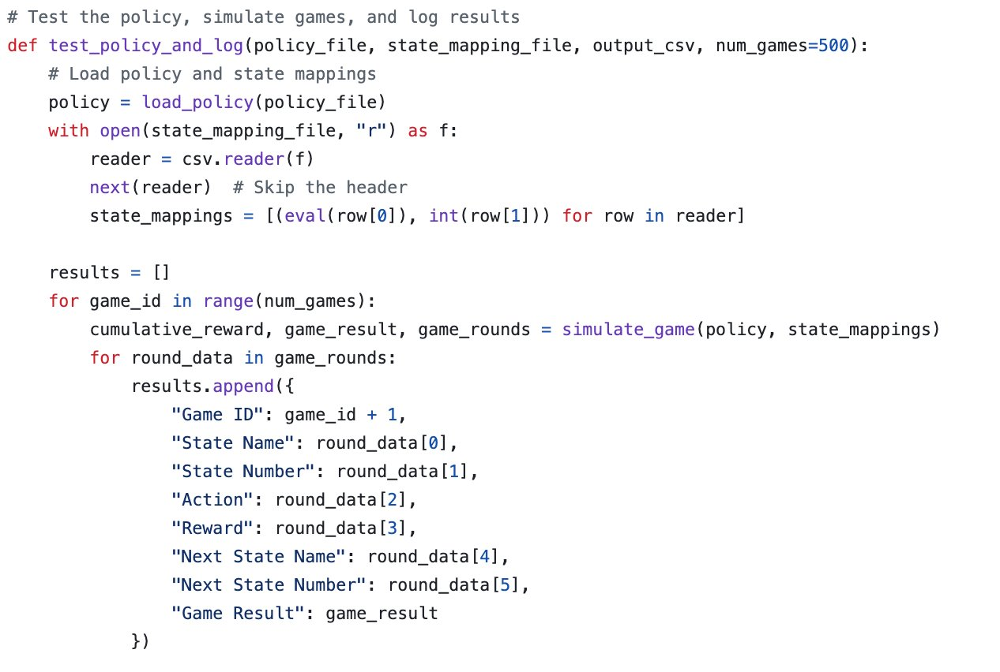 # Test the policy, simulate games, and log results
def test_policy_and_log(policy_file, state_mapping_file, output_csv, num_games=500):
    # Load policy and state mappings
    policy = load_policy(policy_file)
    with open(state_mapping_file, "r") as f:
        reader = csv.reader(f)
        next(reader)  # Skip the header
        state_mappings = [(eval(row[0]), int(row[1])) for row in reader]

    results = []
    for game_id in range(num_games):
        cumulative_reward, game_result, game_rounds = simulate_game(policy, state_mappings)
        for round_data in game_rounds:
            results.append({
                "Game ID": game_id + 1,
                "State Name": round_data[0],
                "State Number": round_data[1],
                "Action": round_data[2],
                "Reward": round_data[3],
                "Next State Name": round_data[4],
                "Next State Number": round_data[5],
                "Game Result": game_result
            })